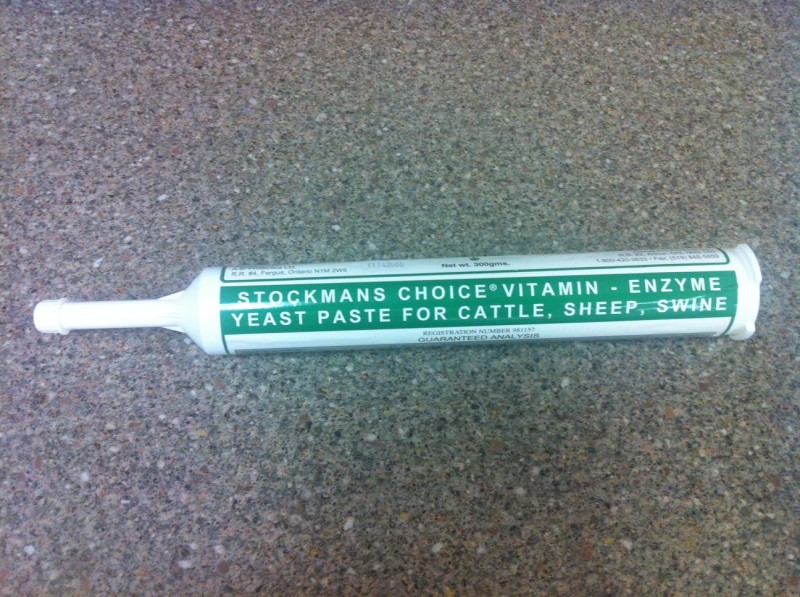 R.R. #4, Fergus, Ontario N1M 2W5
Net wt. 300gms.
STOCKMANS CHOICE® VITAMIN - ENZYME
YEAST PASTE FOR CATTLE, SHEEP, SWINE
REGISTRATION NUMBER 981157
GUARANTEED ANALYSIS